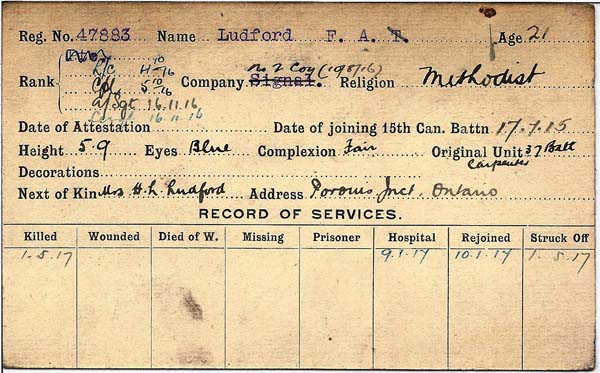 Reg. No. 47883 Name Ludford F. A. T. Age 21
Pte.
L/C 4-10-16
Rank Cpl 5-10-16 Company Signal. No 2 Coy (19/7/16) Religion Methodist
A/Sgt 16.11.16
16-11-16
Date of Attestation Date of joining 15th Can. Battn 17.7.15
Height 5.9 Eyes Blue Complexion Fair Original Unit 37 Batt
Decorations Carpenter
Next of Kin Mrs H. L. Ludford Address Porcuis Jnct. Ontario
RECORD OF SERVICES.
Killed Wounded Died of W. Missing Prisoner Hospital Rejoined Struck Off
1-5-17 9.1.17 10.1.17 1-5-17